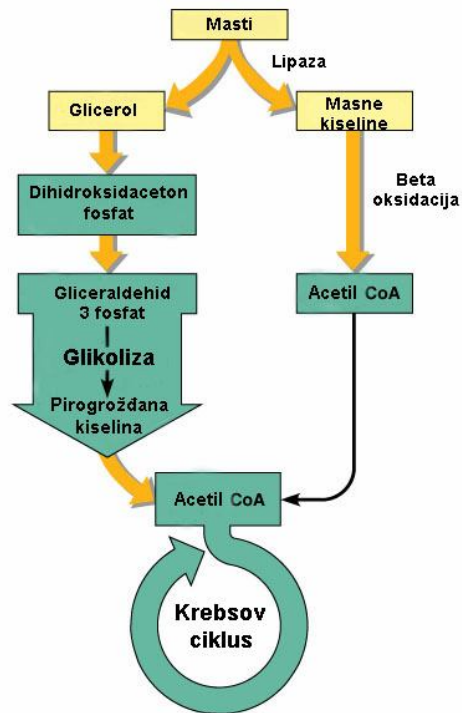 Masti
Lipaza
Glicerol
Masne
kiseline
Dihidroksidaceton
fosfat
Beta
oksidacija
Gliceraldehid
3 fosfat
Acetil CoA
Glikoliza
Pirogrožđana
kiselina
Acetil CoA
Krebsov
ciklus